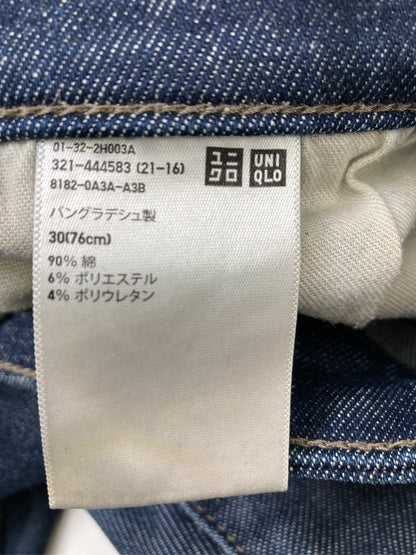 01-32-2H003A
321-444583 (21-16)
8182-0A3A-A3B
ユニ
クロ
UNI
QLO
バングラデシュ製
30(76cm)
90% 綿
6% ポリエステル
4% ポリウレタン